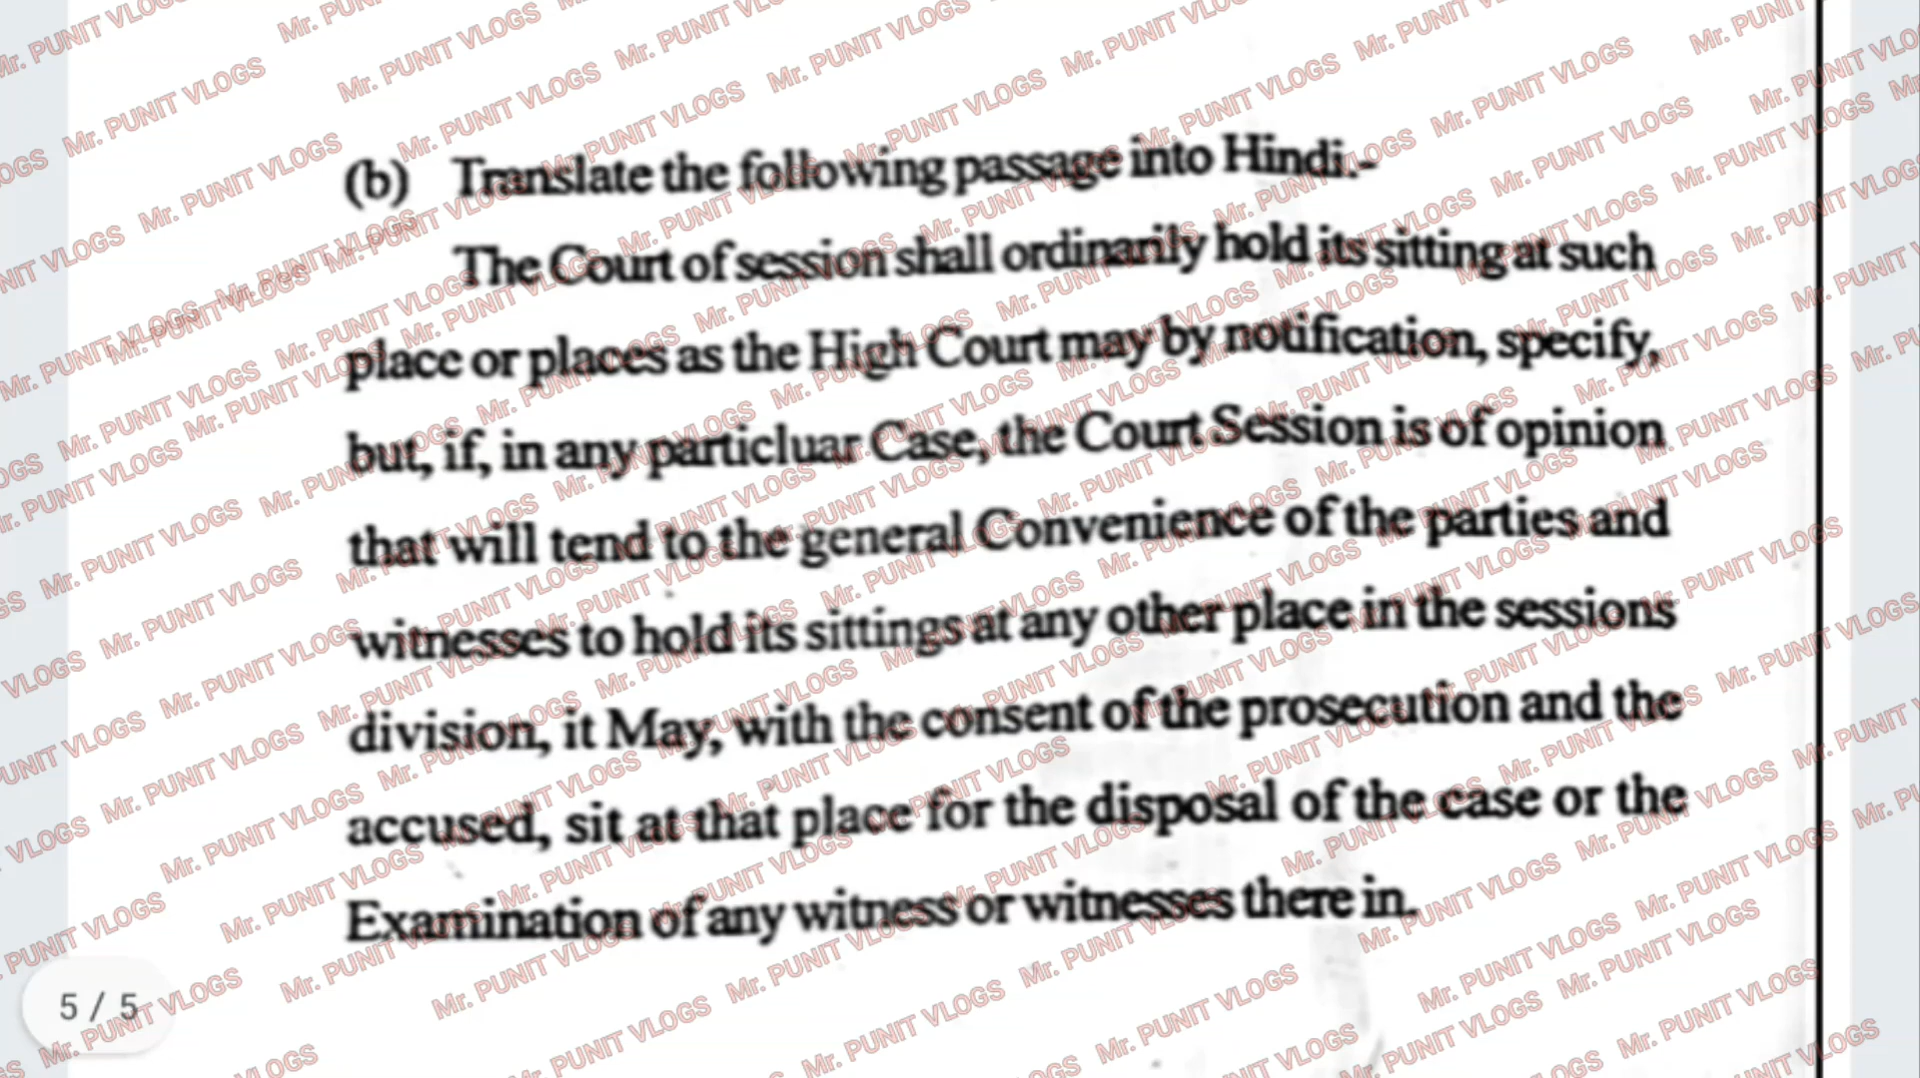 (b) Translate the following passage into Hindi.-
The Court of session shall ordinarily hold its sitting at such
place or places as the High Court may by notification, specify,
but, if, in any particluar Case, the Court Session is of opinion
that will tend to the general Convenience of the parties and
witnesses to hold its sittings at any other place in the sessions
division, it May, with the consent of the prosecution and the
accused, sit at that place for the disposal of the case or the
Examination of any witness or witnesses there in.
5 / 5
Mr. PUNIT VLOGS